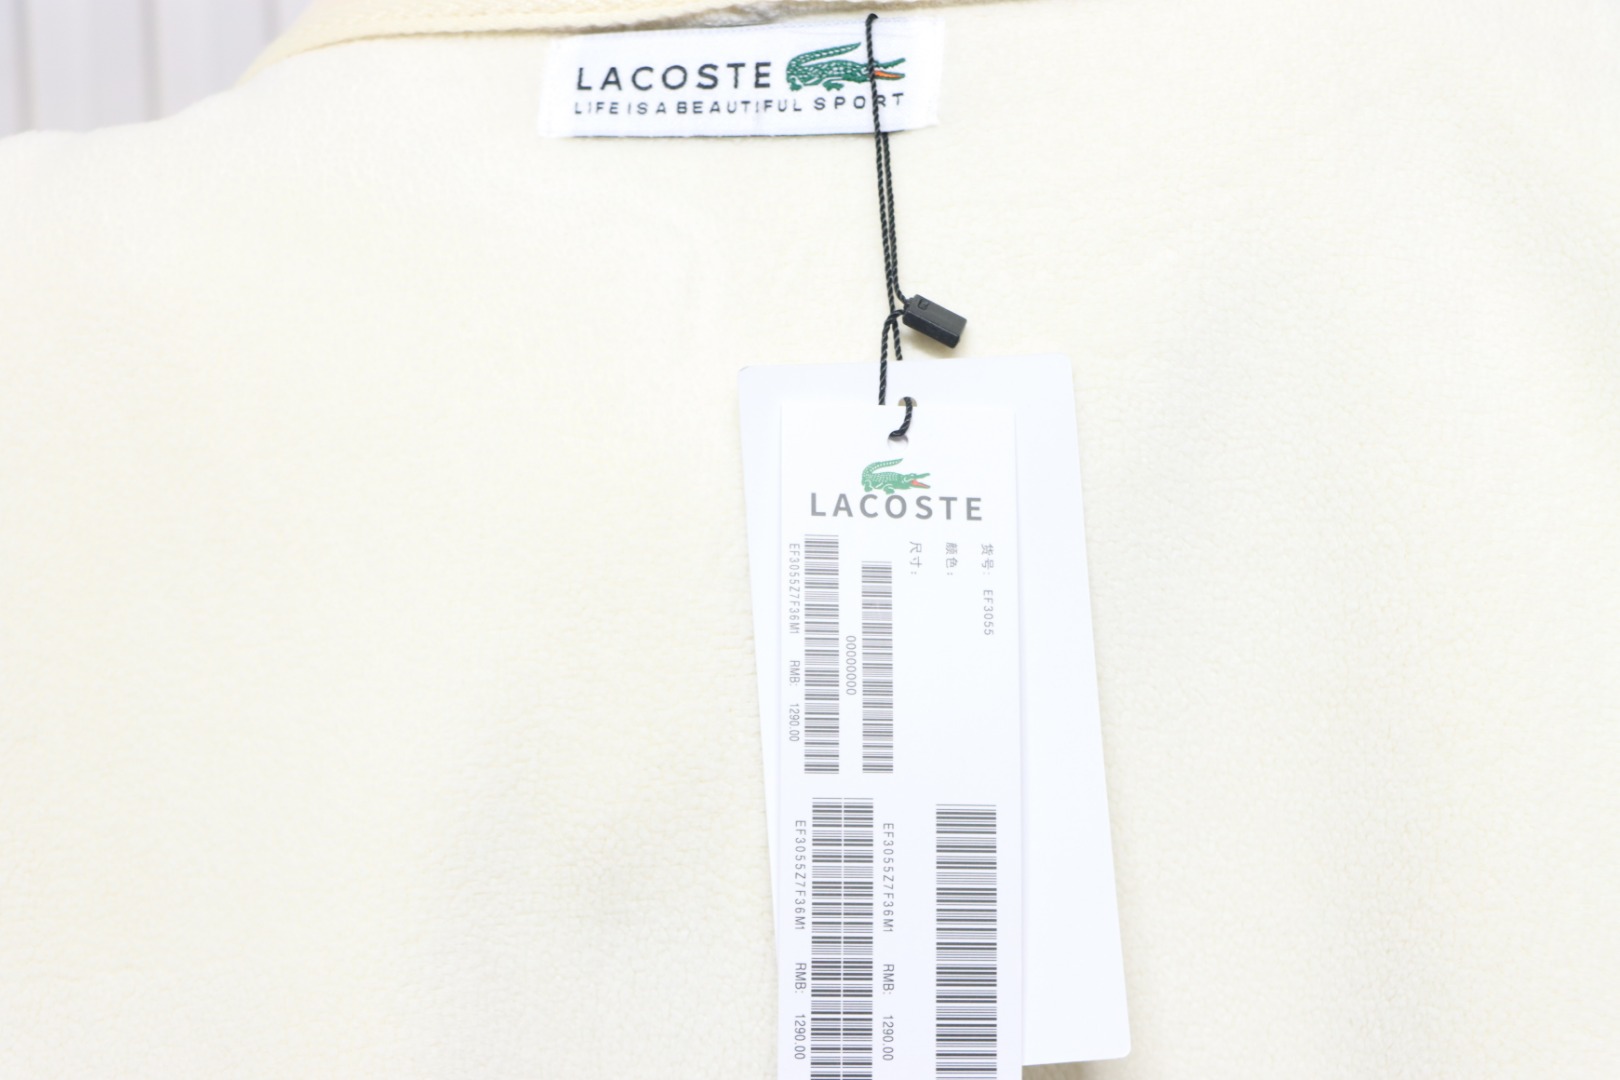 LACOSTE
LIFE IS A BEAUTIFUL SPORT
LACOSTE
货号: EF3055
颜色:
尺寸:
00000000
EF3055Z7F36M1 RMB: 1290.00
EF3055Z7F36M1 RMB: 1290.00
EF3055Z7F36M1 RMB: 1290.00